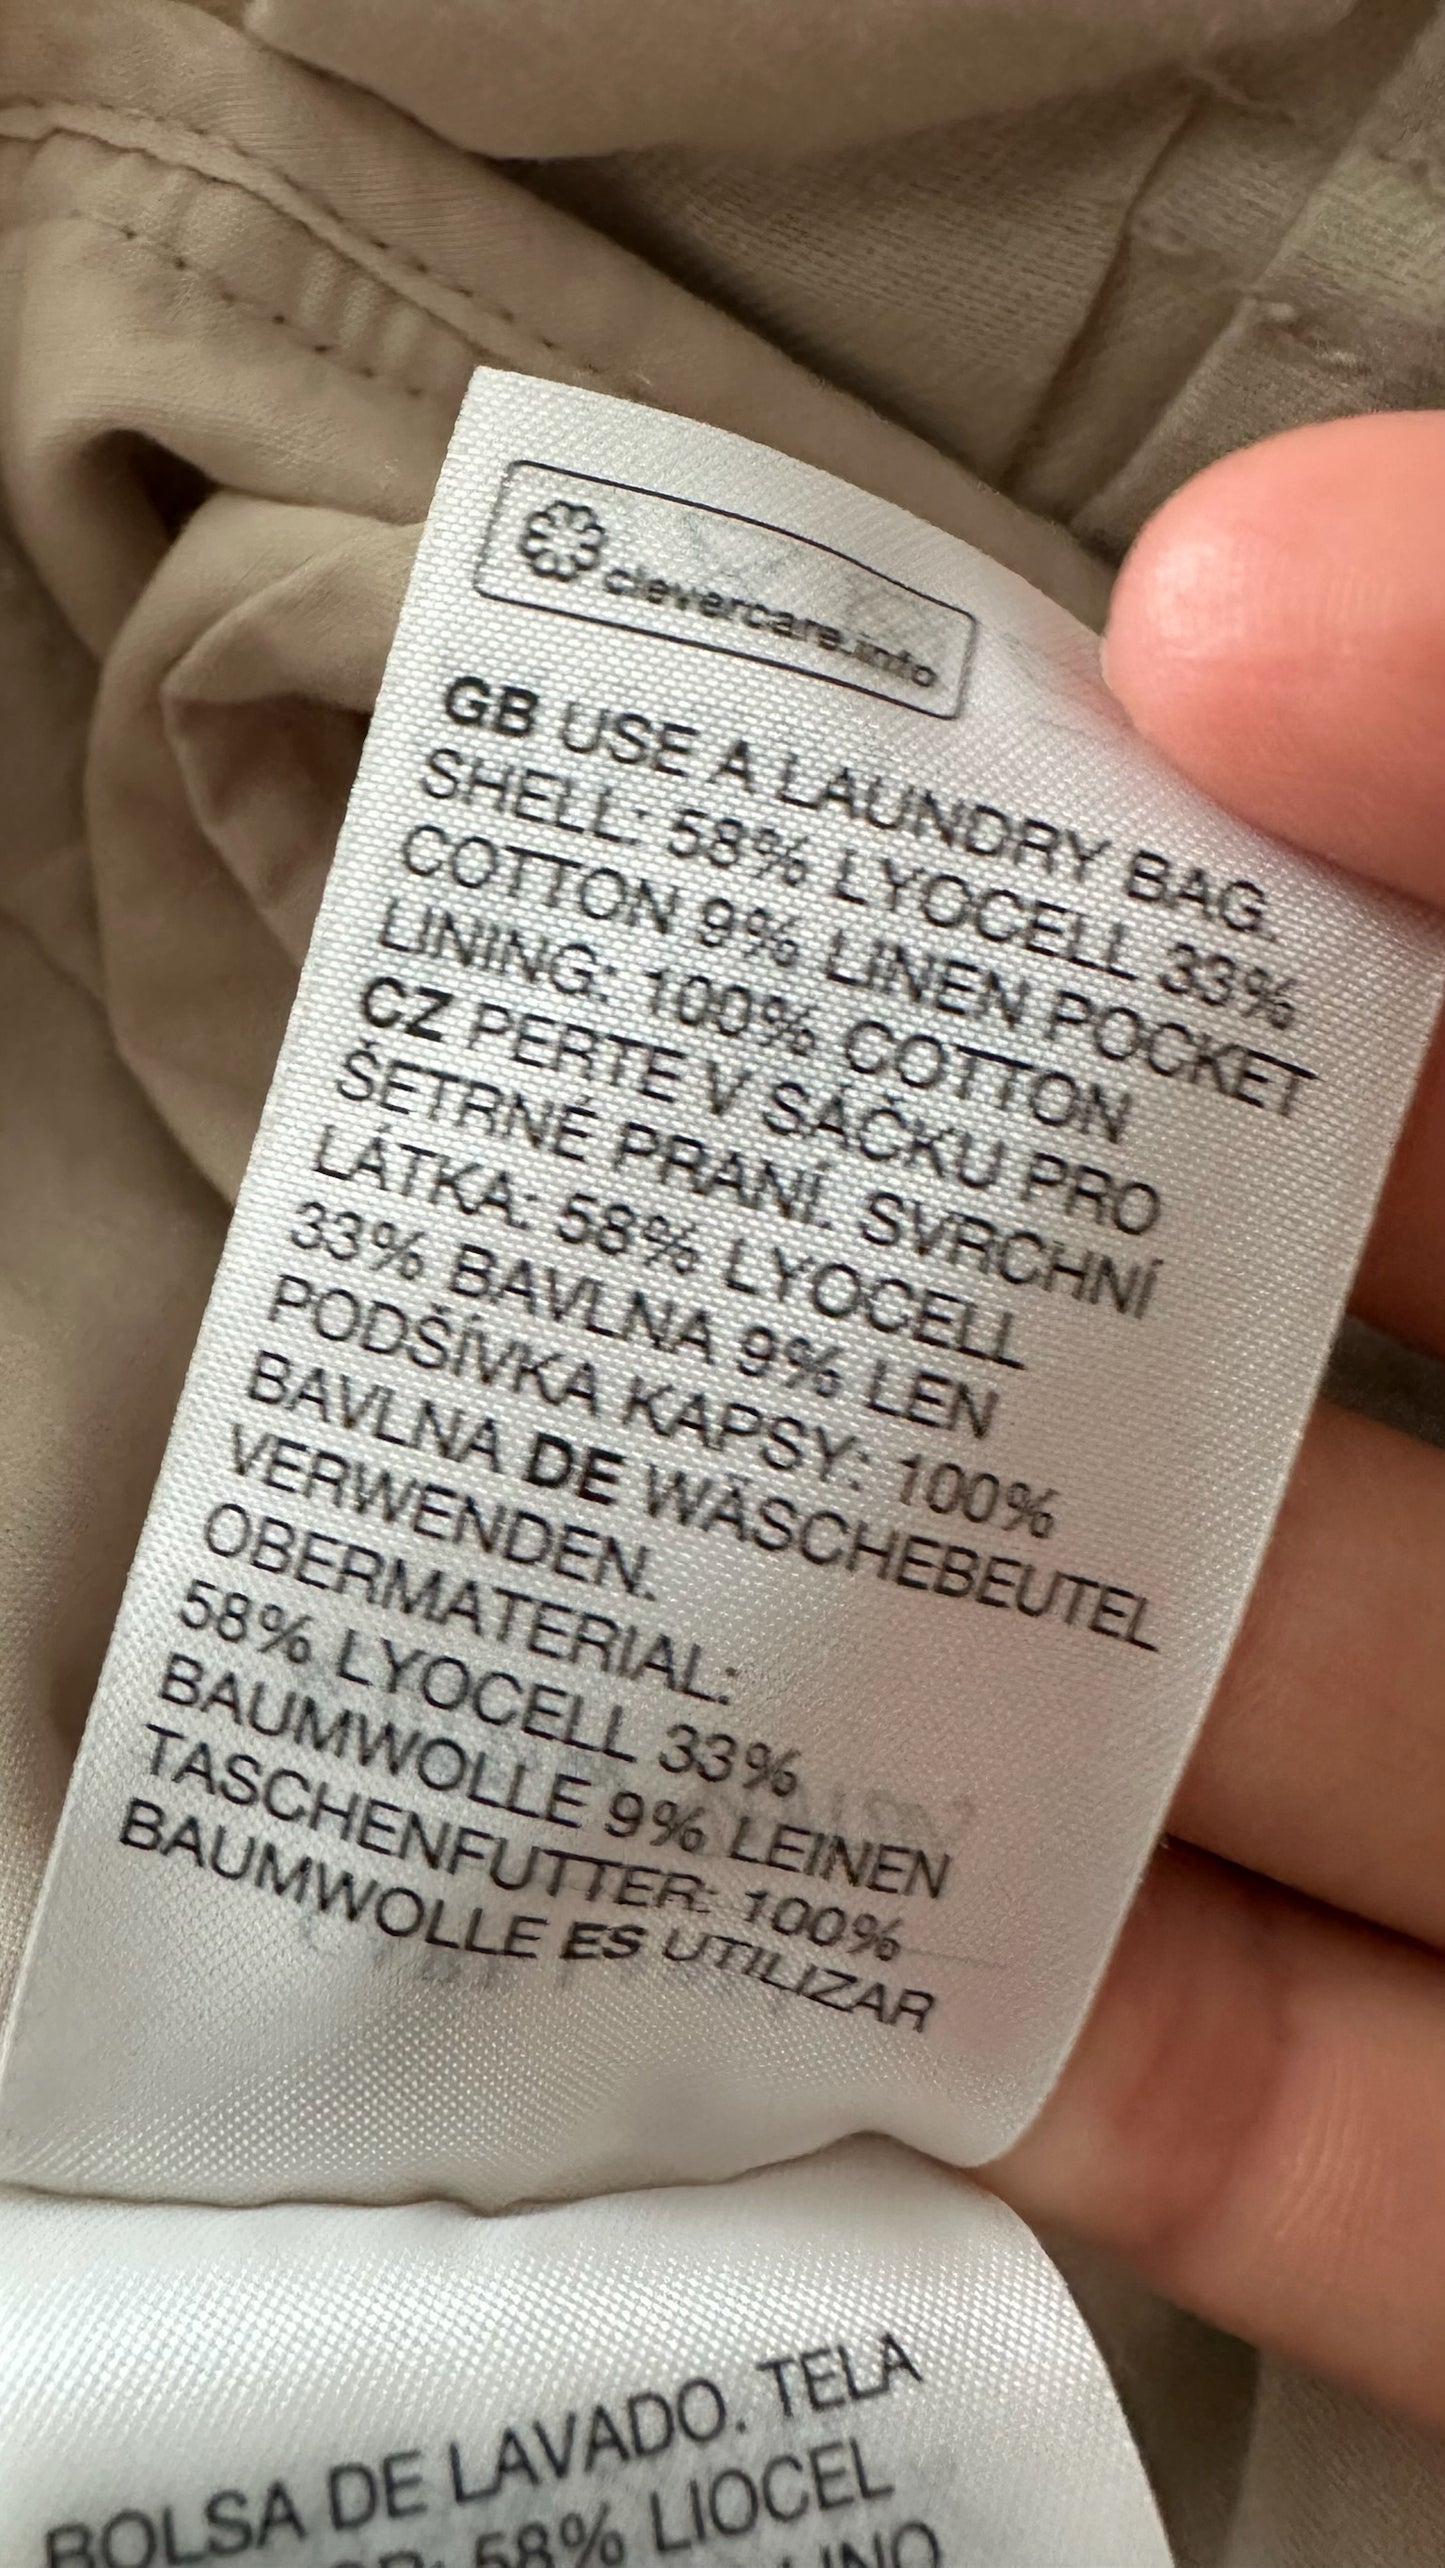 clevercare.info
GB USE A LAUNDRY BAG.
SHELL: 58% LYOCELL 33%
COTTON 9% LINEN POCKET
LINING: 100% COTTON
CZ PERTE V SÁČKU PRO
ŠETRNÉ PRANÍ. SVRCHNÍ
LÁTKA: 58% LYOCELL
33% BAVLNA 9% LEN
PODŠÍVKA KAPSY: 100%
BAVLNA DE WÄSCHEBEUTEL
VERWENDEN.
OBERMATERIAL:
58% LYOCELL 33%
BAUMWOLLE 9% LEINEN
TASCHENFUTTER: 100%
BAUMWOLLE ES UTILIZAR
BOLSA DE LAVADO. TELA
58% LIOCEL